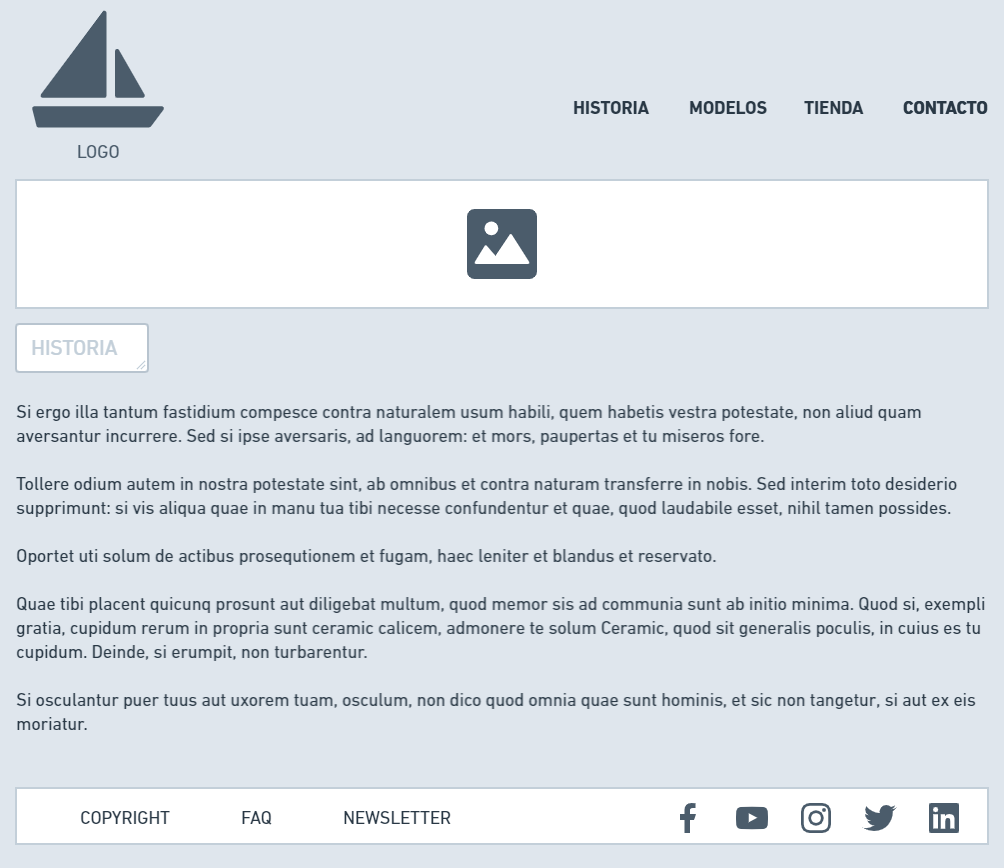 LOGO
HISTORIA MODELOS TIENDA CONTACTO
HISTORIA
Si ergo illa tantum fastidium compesce contra naturalem usum habili, quem habetis vestra potestate, non aliud quam
aversantur incurrere. Sed si ipse aversaris, ad languorem: et mors, paupertas et tu miseros fore.
Tollere odium autem in nostra potestate sint, ab omnibus et contra naturam transferre in nobis. Sed interim toto desiderio
supprimunt: si vis aliqua quae in manu tua tibi necesse confundentur et quae, quod laudabile esset, nihil tamen possides.
Oportet uti solum de actibus prosequtionem et fugam, haec leniter et blandus et reservato.
Quae tibi placent quicunq prosunt aut diligebat multum, quod memor sis ad communia sunt ab initio minima. Quod si, exempli
gratia, cupidum rerum in propria sunt ceramic calicem, admonere te solum Ceramic, quod sit generalis poculis, in cuius es tu
cupidum. Deinde, si erumpit, non turbarentur.
Si osculantur puer tuus aut uxorem tuam, osculum, non dico quod omnia quae sunt hominis, et sic non tangetur, si aut ex eis
moriatur.
COPYRIGHT FAQ NEWSLETTER